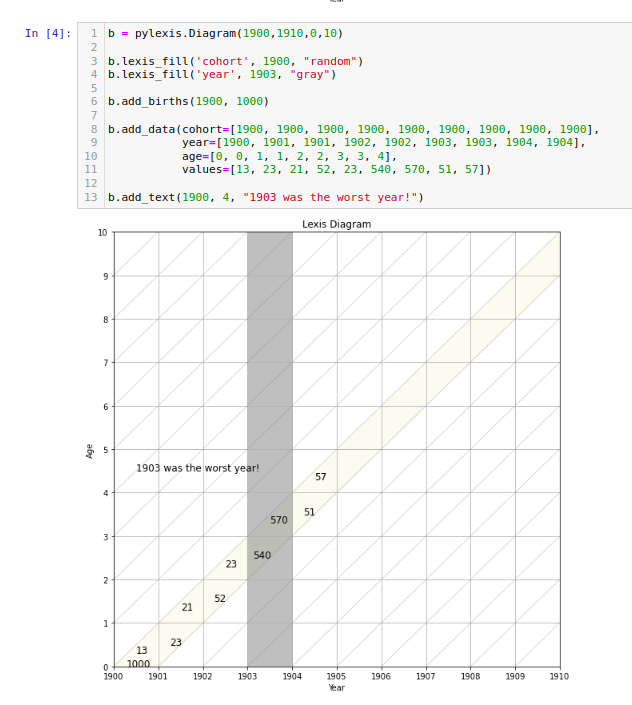 Year
In [4]:
1 b = pylexis.Diagram(1900,1910,0,10)
2
3 b.lexis_fill('cohort', 1900, "random")
4 b.lexis_fill('year', 1903, "gray")
5
6 b.add_births(1900, 1000)
7
8 b.add_data(cohort=[1900, 1900, 1900, 1900, 1900, 1900, 1900, 1900, 1900],
9 year=[1900, 1901, 1901, 1902, 1902, 1903, 1903, 1904, 1904],
10 age=[0, 0, 1, 1, 2, 2, 3, 3, 4],
11 values=[13, 23, 21, 52, 23, 540, 570, 51, 57])
12
13 b.add_text(1900, 4, "1903 was the worst year!")
Lexis Diagram
10
9
8
7
6
5
Age
1903 was the worst year!
57
4
51
570
3
540
23
2
52
21
1
23
13
1000
0
1900 1901 1902 1903 1904 1905 1906 1907 1908 1909 1910
Year